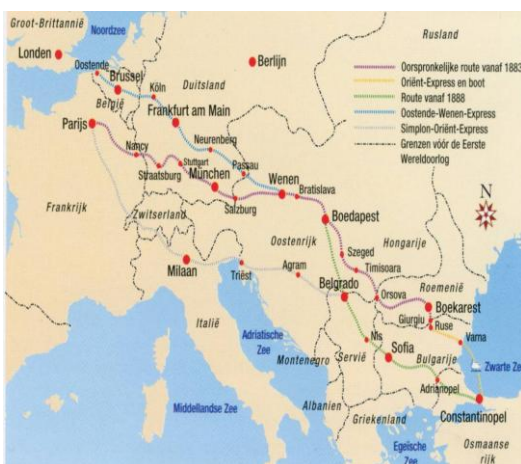 Groot-Brittannië
Noordzee
Rusland
Londen
Berlijn
Oostende
Brussel
België
Köln
Duitsland
Frankfurt am Main
Parijs
Nancy
Straatsburg
Stuttgart
Neurenberg
Passau
München
Salzburg
Wenen
Bratislava
Frankrijk
Zwitserland
Oostenrijk
Boedapest
Hongarije
Szeged
Timisoara
Milaan
Triëst
Agram
Belgrado
Orsova
Roemenië
Boekarest
Giurgiu
Ruse
Varna
Italië
Adriatische
Zee
Montenegro
Servië
Nis
Sofia
Bulgarije
Zwarte Ze
Adrianopel
Albanien
Constantinopel
Middellandse Zee
Griekenland
Egeïsche
Zee
Osmaanse
rijk
N
Oorspronkelijke route vanaf 1883
Oriënt-Express en boot
Route vanaf 1888
Oostende-Wenen-Express
Simplon-Oriënt-Express
Grenzen vóór de Eerste
Wereldoorlog